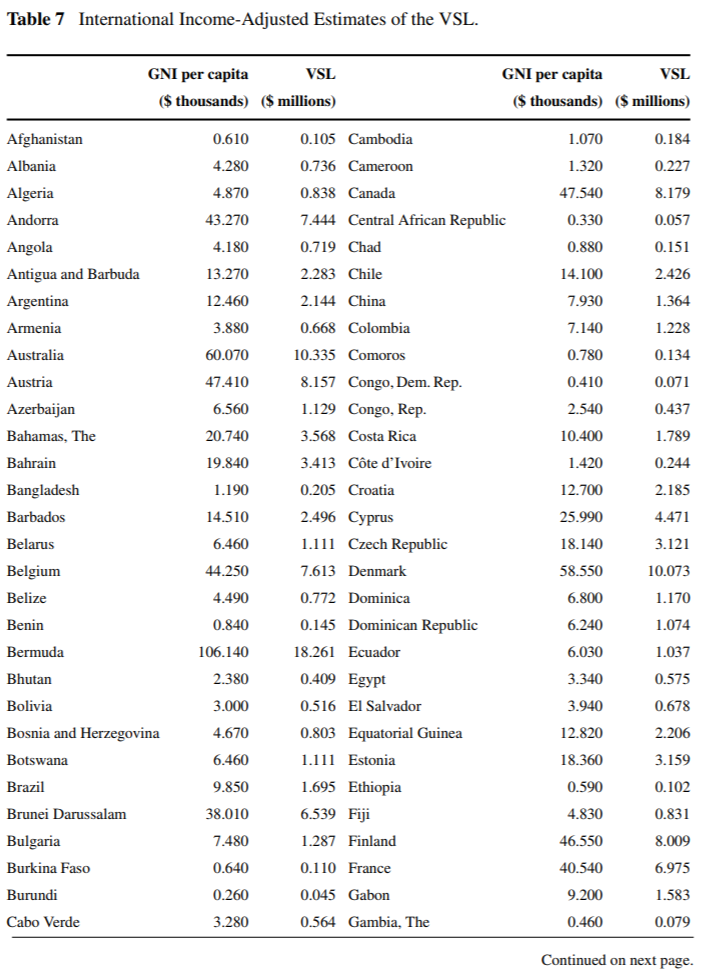 Table 7 International Income-Adjusted Estimates of the VSL.
GNI per capita VSL GNI per capita VSL
($ thousands) ($ millions) ($ thousands) ($ millions)
Afghanistan 0.610 0.105 Cambodia 1.070 0.184
Albania 4.280 0.736 Cameroon 1.320 0.227
Algeria 4.870 0.838 Canada 47.540 8.179
Andorra 43.270 7.444 Central African Republic 0.330 0.057
Angola 4.180 0.719 Chad 0.880 0.151
Antigua and Barbuda 13.270 2.283 Chile 14.100 2.426
Argentina 12.460 2.144 China 7.930 1.364
Armenia 3.880 0.668 Colombia 7.140 1.228
Australia 60.070 10.335 Comoros 0.780 0.134
Austria 47.410 8.157 Congo, Dem. Rep. 0.410 0.071
Azerbaijan 6.560 1.129 Congo, Rep. 2.540 0.437
Bahamas, The 20.740 3.568 Costa Rica 10.400 1.789
Bahrain 19.840 3.413 Côte d’Ivoire 1.420 0.244
Bangladesh 1.190 0.205 Croatia 12.700 2.185
Barbados 14.510 2.496 Cyprus 25.990 4.471
Belarus 6.460 1.111 Czech Republic 18.140 3.121
Belgium 44.250 7.613 Denmark 58.550 10.073
Belize 4.490 0.772 Dominica 6.800 1.170
Benin 0.840 0.145 Dominican Republic 6.240 1.074
Bermuda 106.140 18.261 Ecuador 6.030 1.037
Bhutan 2.380 0.409 Egypt 3.340 0.575
Bolivia 3.000 0.516 El Salvador 3.940 0.678
Bosnia and Herzegovina 4.670 0.803 Equatorial Guinea 12.820 2.206
Botswana 6.460 1.111 Estonia 18.360 3.159
Brazil 9.850 1.695 Ethiopia 0.590 0.102
Brunei Darussalam 38.010 6.539 Fiji 4.830 0.831
Bulgaria 7.480 1.287 Finland 46.550 8.009
Burkina Faso 0.640 0.110 France 40.540 6.975
Burundi 0.260 0.045 Gabon 9.200 1.583
Cabo Verde 3.280 0.564 Gambia, The 0.460 0.079
Continued on next page.